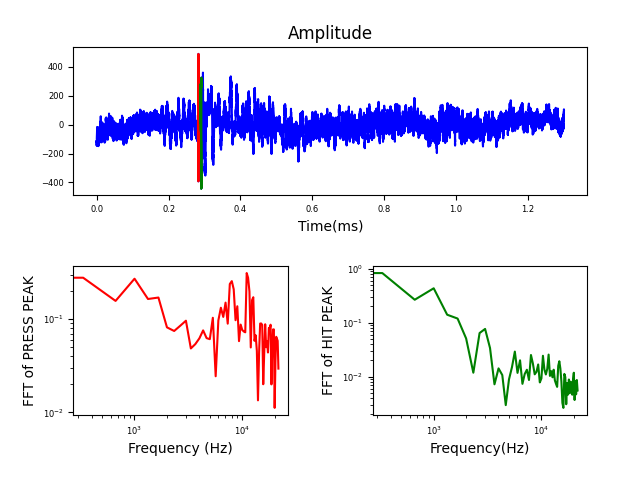 Amplitude
400
200
0
−200
−400
0.0 0.2 0.4 0.6 0.8 1.0 1.2
Time(ms)
FFT of PRESS PEAK
10⁻¹
10⁻²
10³ 10⁴
Frequency (Hz)
FFT of HIT PEAK
10⁰
10⁻¹
10⁻²
10³ 10⁴
Frequency(Hz)